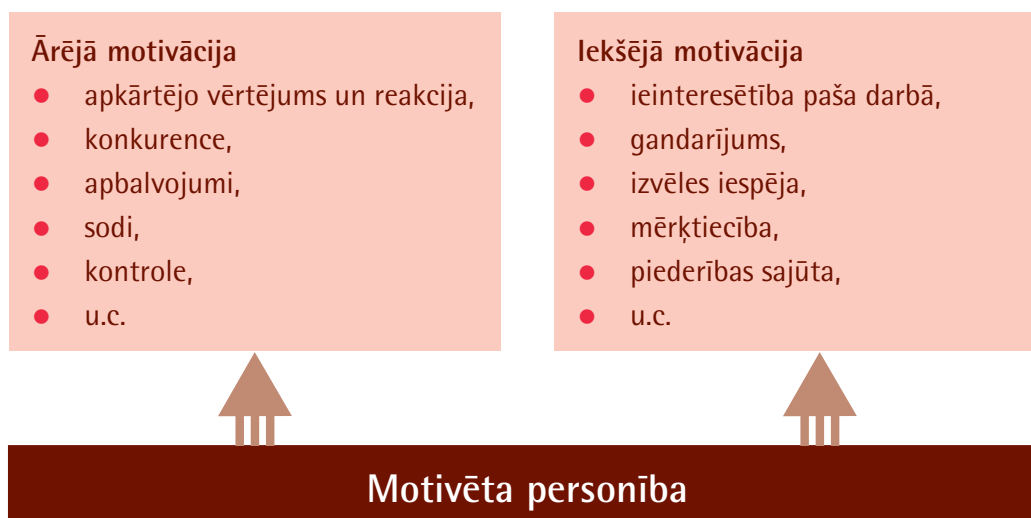 Ārējā motivācija
● apkārtējo vērtējums un reakcija,
● konkurence,
● apbalvojumi,
● sodi,
● kontrole,
● u.c.
Iekšējā motivācija
● ieinteresētība paša darbā,
● gandarījums,
● izvēles iespēja,
● mērķtiecība,
● piederības sajūta,
● u.c.
Motivēta personība